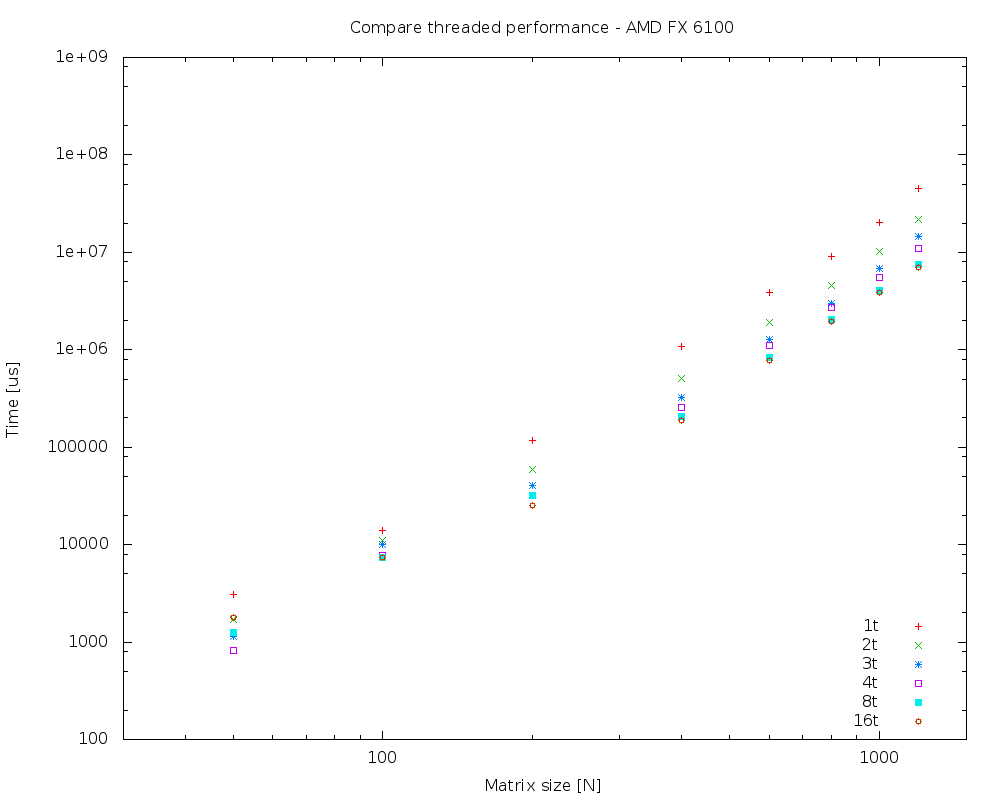 Compare threaded performance - AMD FX 6100
1e+09
1e+08
1e+07
1e+06
100000
10000
1000
100
Time [us]
1t
2t
3t
4t
8t
16t
100
1000
Matrix size [N]